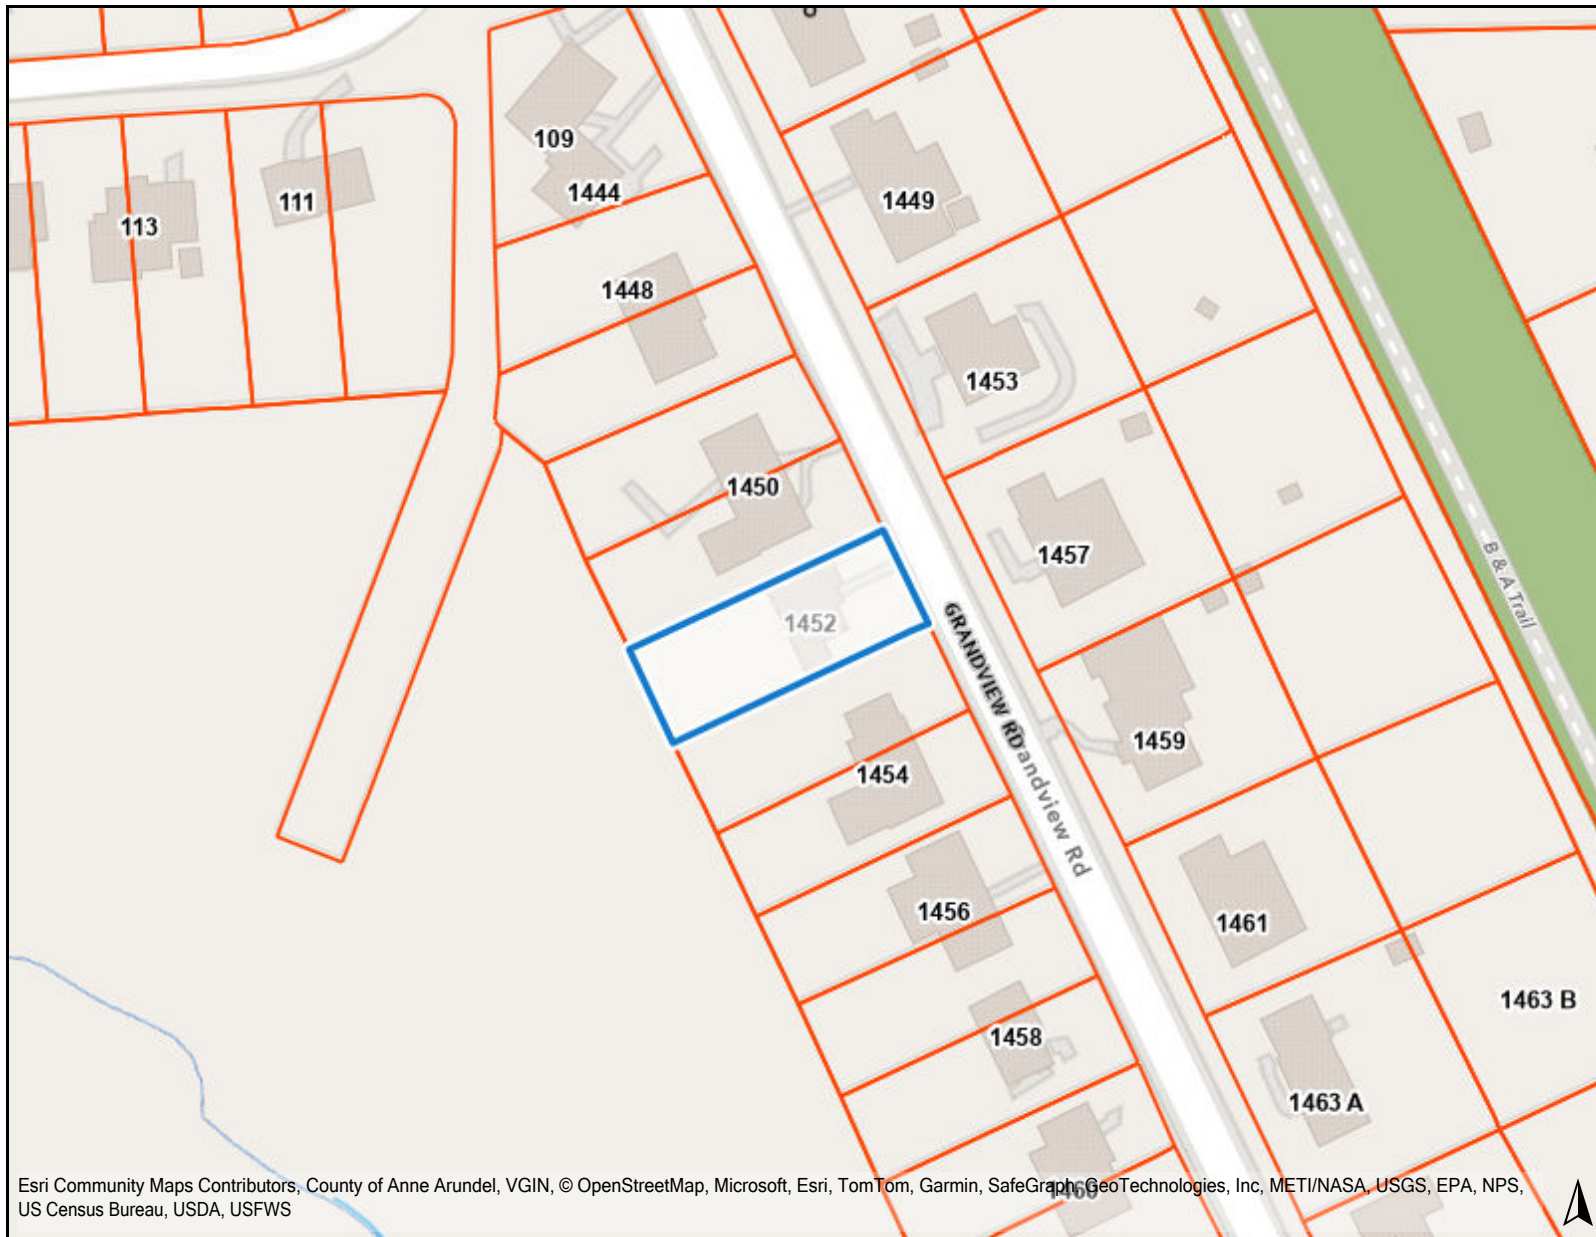 109
1444
111
113
1449
1448
1453
1450
1457
B & A Trail
1452
GRANDVIEW RD
Grandview Rd
1459
1454
1456
1461
1463 B
1458
1463 A
1460
Esri Community Maps Contributors, County of Anne Arundel, VGIN, © OpenStreetMap, Microsoft, Esri, TomTom, Garmin, SafeGraph, GeoTechnologies, Inc, METI/NASA, USGS, EPA, NPS,
US Census Bureau, USDA, USFWS